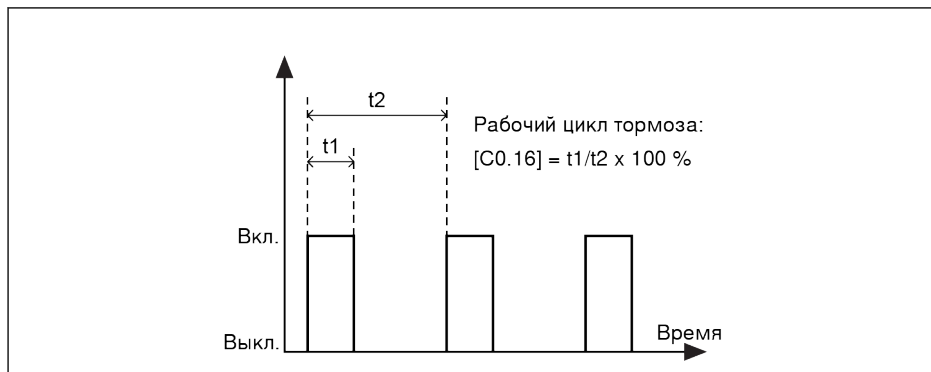 t2
Рабочий цикл тормоза:
t1
[C0.16] = t1/t2 x 100 %
Вкл.
Время
Выкл.